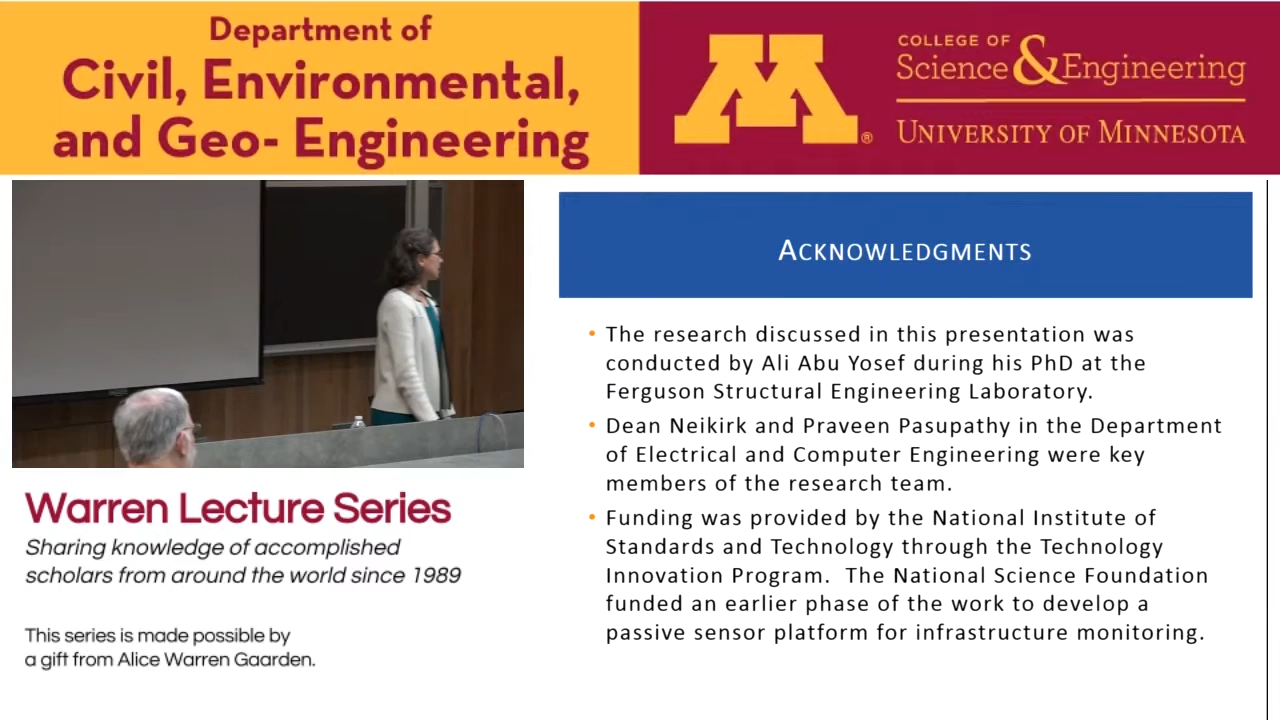 Department of
Civil, Environmental,
and Geo- Engineering
M®
COLLEGE OF
Science & Engineering
UNIVERSITY OF MINNESOTA
ACKNOWLEDGMENTS
• The research discussed in this presentation was
conducted by Ali Abu Yosef during his PhD at the
Ferguson Structural Engineering Laboratory.
• Dean Neikirk and Praveen Pasupathy in the Department
of Electrical and Computer Engineering were key
members of the research team.
• Funding was provided by the National Institute of
Standards and Technology through the Technology
Innovation Program.  The National Science Foundation
funded an earlier phase of the work to develop a
passive sensor platform for infrastructure monitoring.
Warren Lecture Series
Sharing knowledge of accomplished
scholars from around the world since 1989
This series is made possible by
a gift from Alice Warren Gaarden.